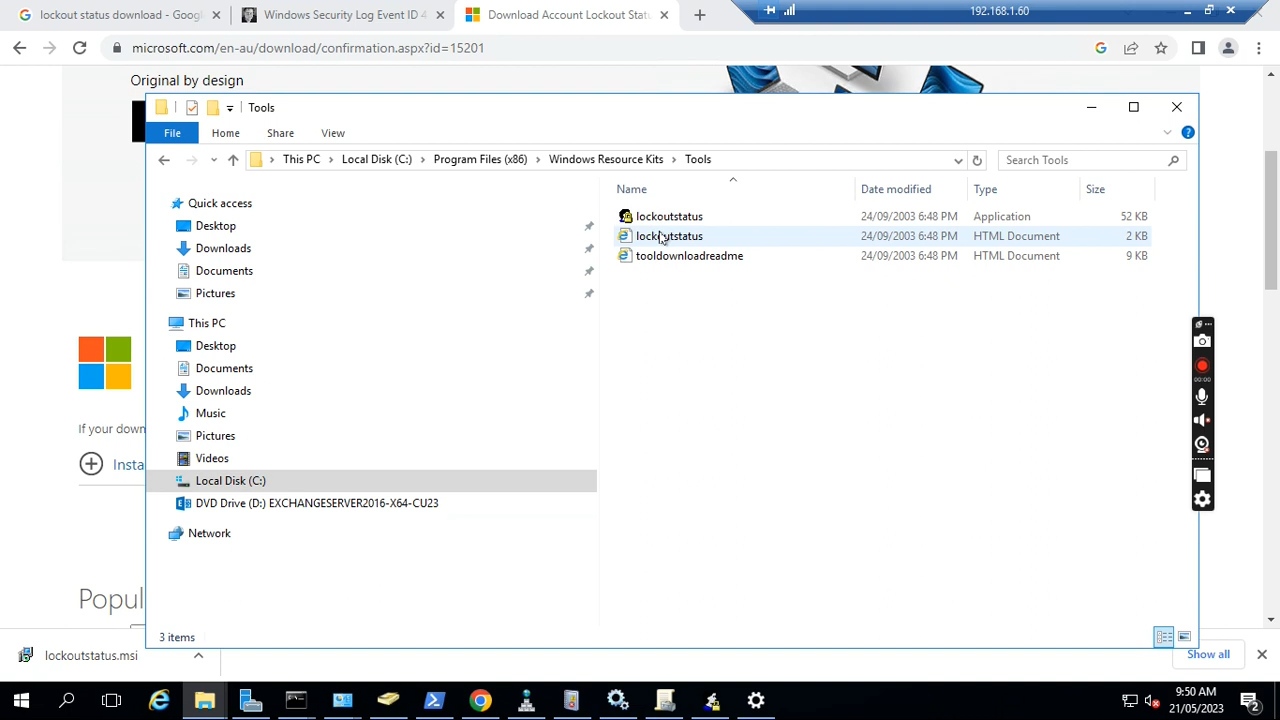 lockoutstatus download - Goog
Windows Security Log Event ID 4
Download Account Lockout Statu
192.168.1.60
microsoft.com/en-au/download/confirmation.aspx?id=15201
Original by design
Tools
File
Home
Share
View
This PC
Local Disk (C:)
Program Files (x86)
Windows Resource Kits
Tools
Search Tools
Name
Date modified
Type
Size
Quick access
Desktop
Downloads
Documents
Pictures
This PC
Desktop
Documents
Downloads
Music
Pictures
Videos
Local Disk (C:)
DVD Drive (D:) EXCHANGESERVER2016-X64-CU23
Network
lockoutstatus 24/09/2003 6:48 PM Application 52 KB
lockoutstatus 24/09/2003 6:48 PM HTML Document 2 KB
tooldownloadreadme 24/09/2003 6:48 PM HTML Document 9 KB
If your down
Insta
Popul
3 items
00:00
lockoutstatus.msi
Show all
9:50 AM
21/05/2023
2